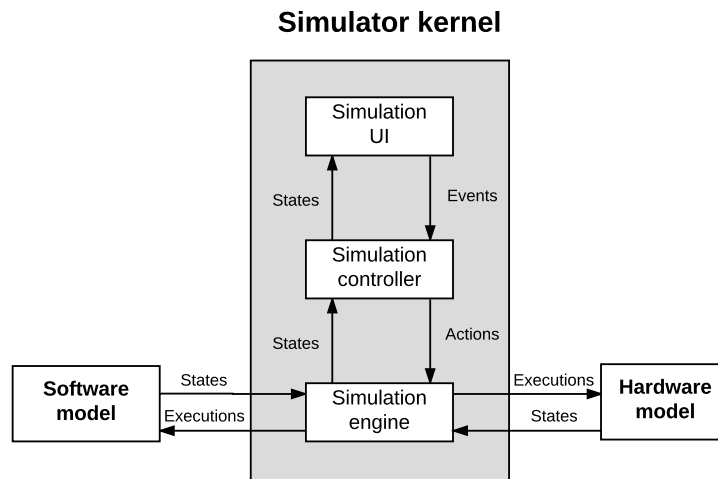 Simulator kernel
Simulation
UI
States
Events
Simulation
controller
States
Actions
Software
model
States
Executions
Simulation
engine
Executions
States
Hardware
model